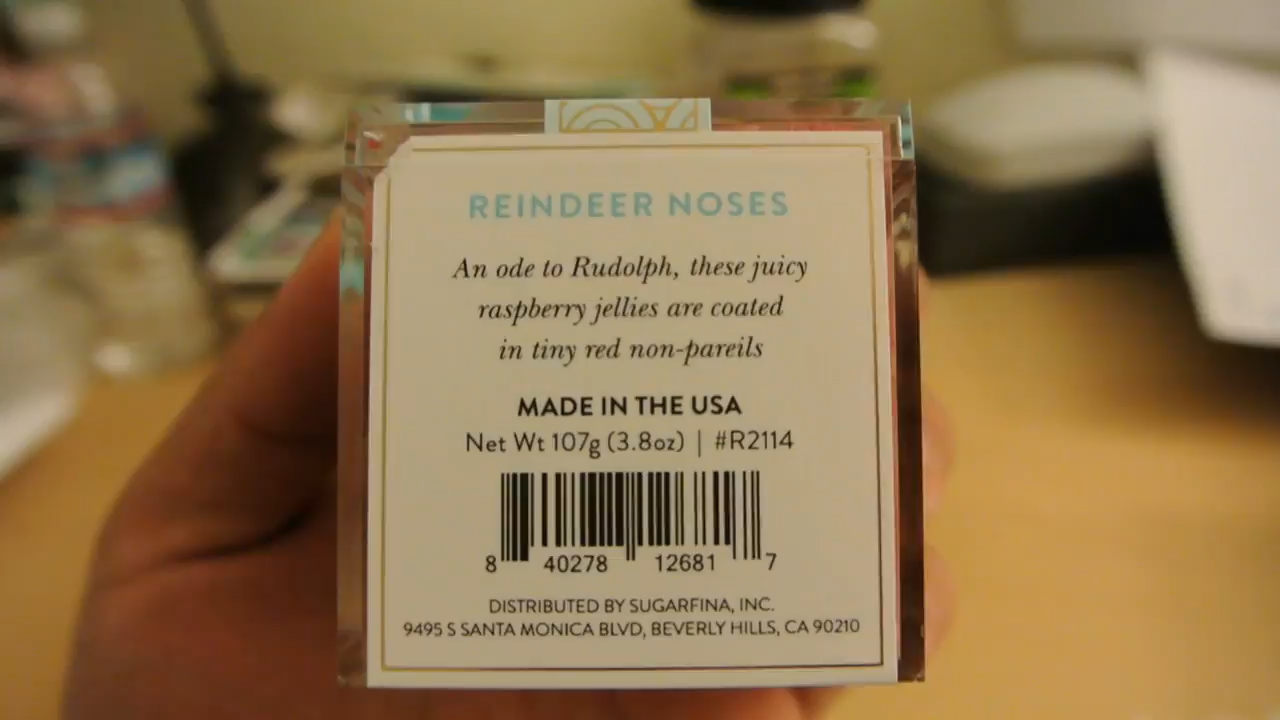 REINDEER NOSES
An ode to Rudolph, these juicy
raspberry jellies are coated
in tiny red non-pareils
MADE IN THE USA
Net Wt 107g (3.8oz) | #R2114
8 40278 12681 7
DISTRIBUTED BY SUGARFINA, INC.
9495 S SANTA MONICA BLVD, BEVERLY HILLS, CA 90210